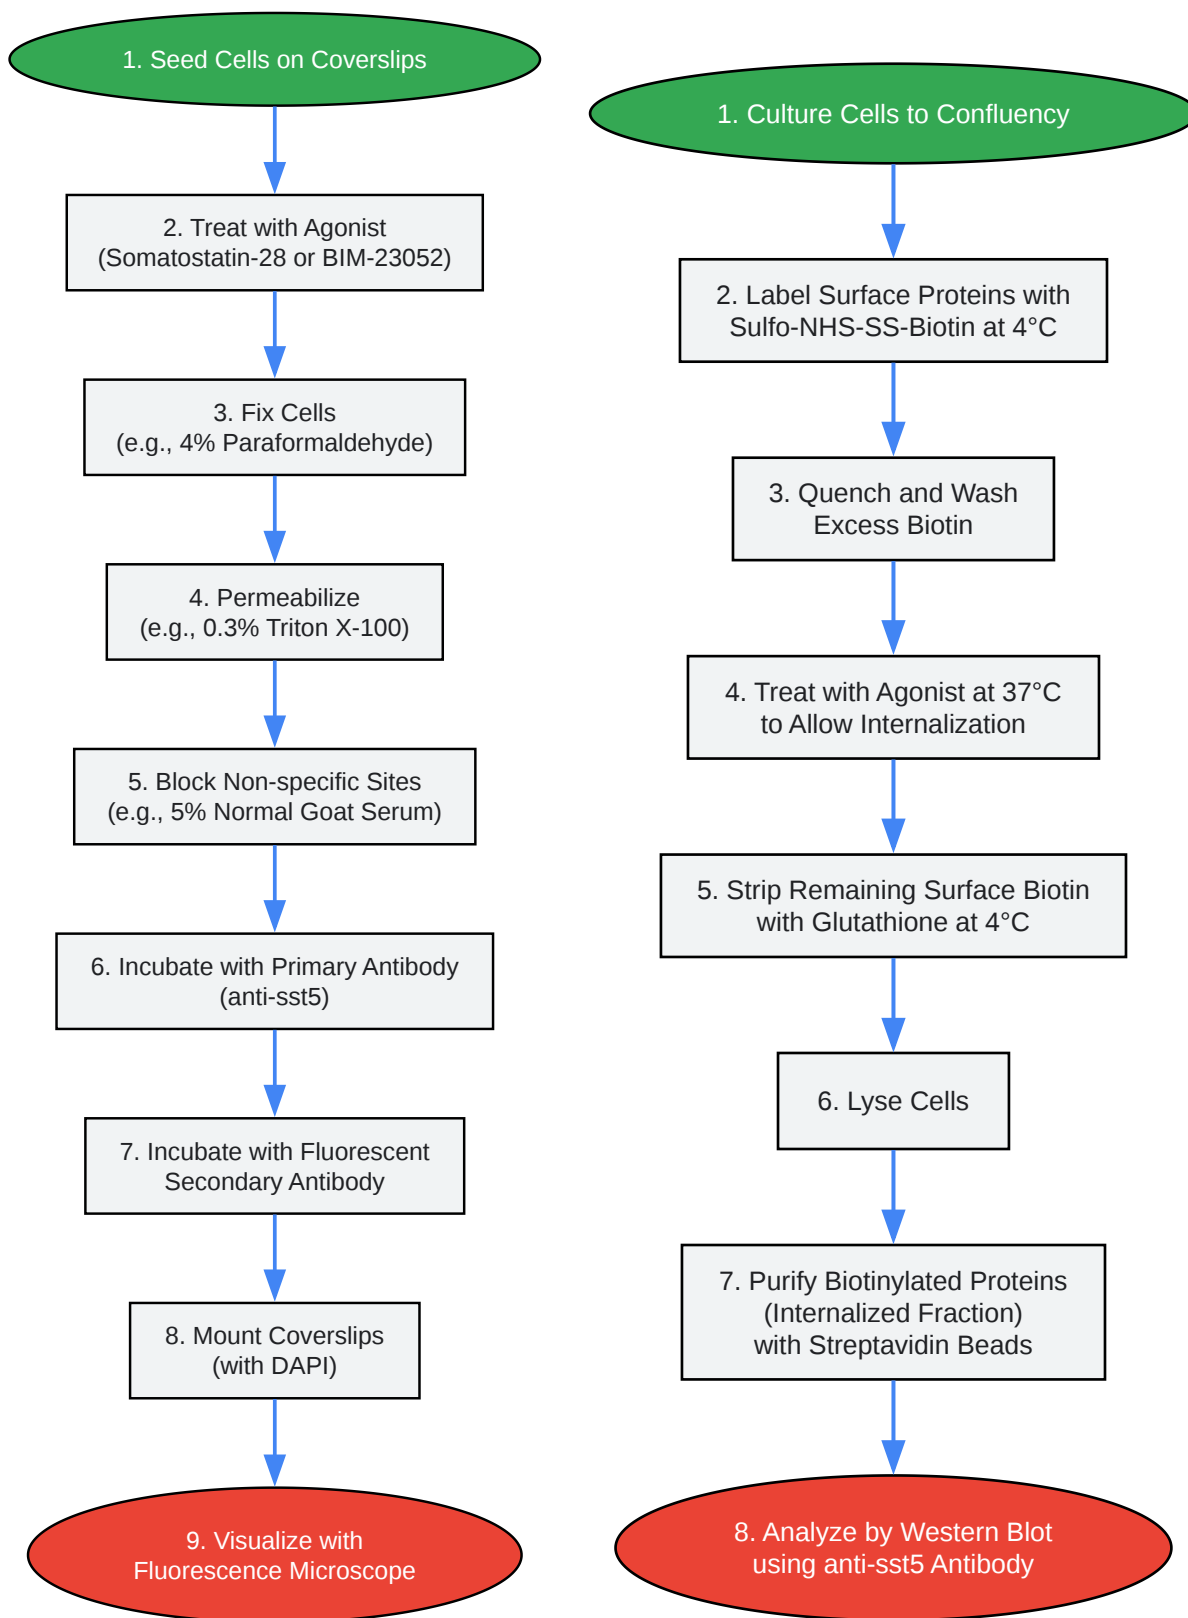 1. Seed Cells on Coverslips
2. Treat with Agonist
(Somatostatin-28 or BIM-23052)
3. Fix Cells
(e.g., 4% Paraformaldehyde)
4. Permeabilize
(e.g., 0.3% Triton X-100)
5. Block Non-specific Sites
(e.g., 5% Normal Goat Serum)
6. Incubate with Primary Antibody
(anti-sst5)
7. Incubate with Fluorescent
Secondary Antibody
8. Mount Coverslips
(with DAPI)
9. Visualize with
Fluorescence Microscope
1. Culture Cells to Confluency
2. Label Surface Proteins with
Sulfo-NHS-SS-Biotin at 4°C
3. Quench and Wash
Excess Biotin
4. Treat with Agonist at 37°C
to Allow Internalization
5. Strip Remaining Surface Biotin
with Glutathione at 4°C
6. Lyse Cells
7. Purify Biotinylated Proteins
(Internalized Fraction)
with Streptavidin Beads
8. Analyze by Western Blot
using anti-sst5 Antibody